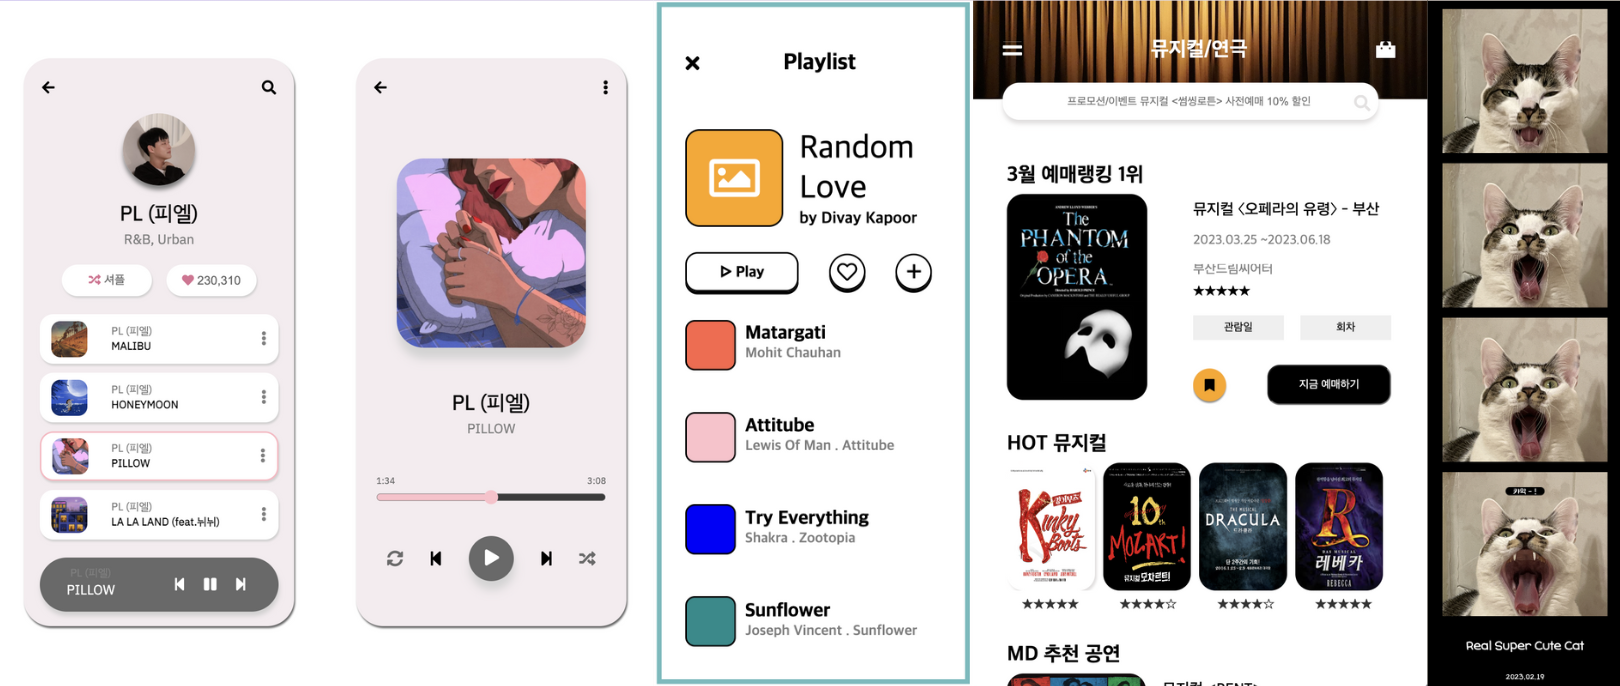 PL (피엘)
R&B, Urban
셔플
230,310
PL (피엘)
MALIBU
PL (피엘)
HONEYMOON
PL (피엘)
PILLOW
PL (피엘)
LA LA LAND (feat.뉘뉘)
PL (피엘)
PILLOW
PL (피엘)
PILLOW
1:34
3:08
Playlist
Random
Love
by Divay Kapoor
Play
Matargati
Mohit Chauhan
Attitube
Lewis Of Man . Attitube
Try Everything
Shakra . Zootopia
Sunflower
Joseph Vincent . Sunflower
뮤지컬/연극
프로모션/이벤트 뮤지컬 <썸씽로튼> 사전예매 10% 할인
3월 예매랭킹 1위
The
PHANTOM
of the
OPERA
뮤지컬 〈오페라의 유령〉 - 부산
2023.03.25 ~2023.06.18
부산드림씨어터
★★★★★
관람일
회차
지금 예매하기
HOT 뮤지컬
Kinky
Boots
★★★★★
10th
MOZART!
뮤지컬 모차르트!
★★★★☆
THE MUSICAL
DRACULA
★★★★☆
R
레베카
REBECCA
★★★★★
MD 추천 공연
캬악 ~ !
Real Super Cute Cat
2023.02.19